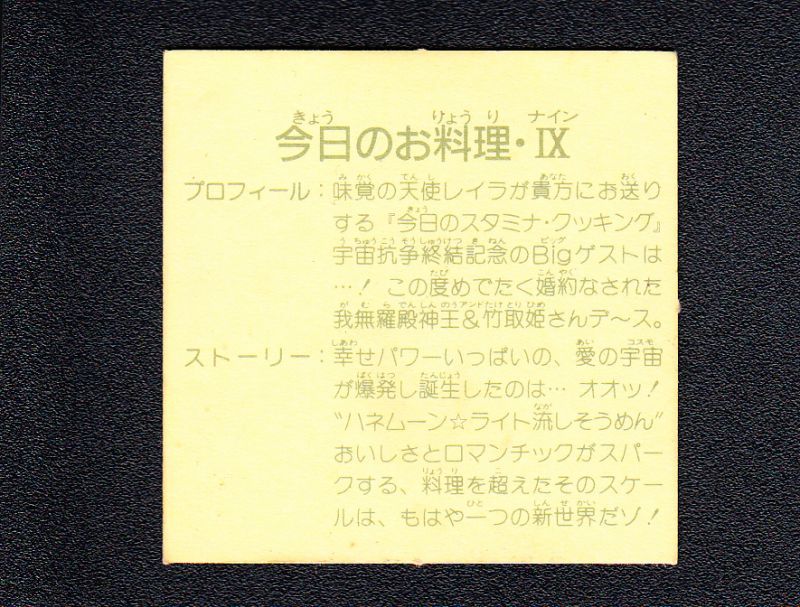 今日のお料理・IX
プロフィール：味覚の天使レイラが貴方にお送り
する『今日のスタミナ・クッキング』
宇宙抗争終結記念のBigゲストは
…！ この度めでたく婚約なされた
我無羅殿神王＆竹取姫さんデ〜ス。
ストーリー：幸せパワーいっぱいの、愛の宇宙
が爆発し誕生したのは… オオッ！
“ハネムーン☆ライト流しそうめん”
おいしさとロマンチックがスパー
クする、料理を超えたそのスケー
ルは、もはや一つの新世界だゾ！